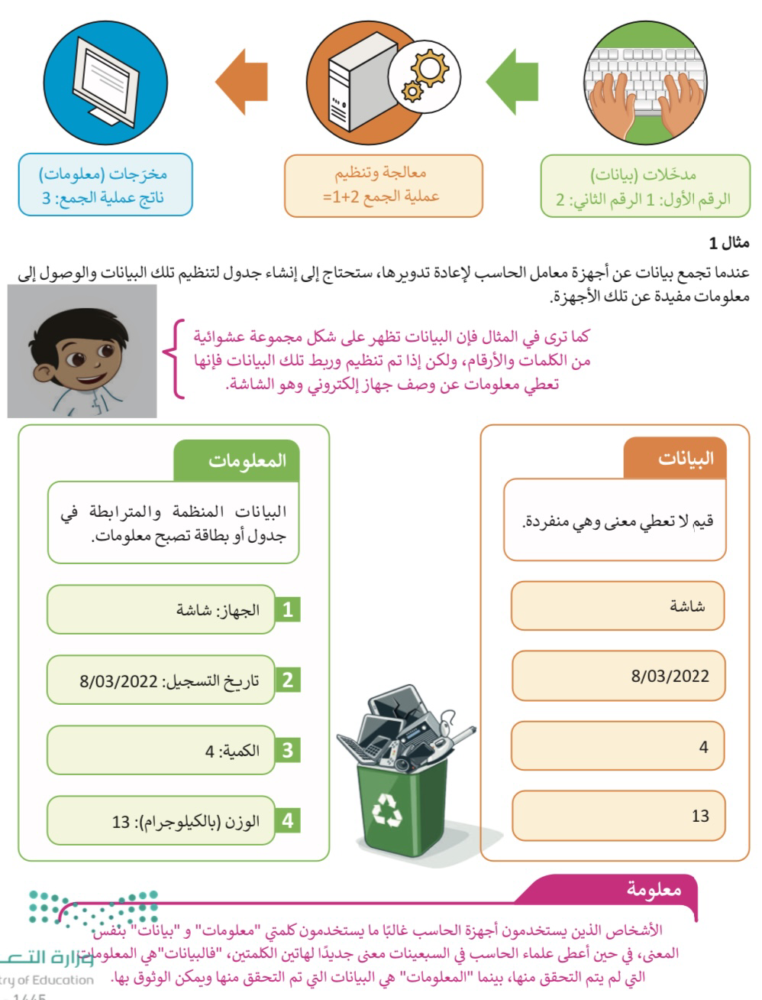 مدخَلات (بيانات)
الرقم الأول: 1 الرقم الثاني: 2
معالجة وتنظيم
عملية الجمع 2+1=
مخرَجات (معلومات)
ناتج عملية الجمع: 3
مثال 1
عندما تجمع بيانات عن أجهزة معامل الحاسب لإعادة تدويرها، ستحتاج إلى إنشاء جدول لتنظيم تلك البيانات والوصول إلى
معلومات مفيدة عن تلك الأجهزة.
كما ترى في المثال فإن البيانات تظهر على شكل مجموعة عشوائية
من الكلمات والأرقام، ولكن إذا تم تنظيم وربط تلك البيانات فإنها
تعطي معلومات عن وصف جهاز إلكتروني وهو الشاشة.
البيانات
قيم لا تعطي معنى وهي منفردة.
شاشة
8/03/2022
4
13
المعلومات
البيانات المنظمة والمترابطة في
جدول أو بطاقة تصبح معلومات.
1 الجهاز: شاشة
2 تاريخ التسجيل: 8/03/2022
3 الكمية: 4
4 الوزن (بالكيلوجرام): 13
معلومة
الأشخاص الذين يستخدمون أجهزة الحاسب غالبًا ما يستخدمون كلمتي "معلومات" و "بيانات" بنفس
المعنى، في حين أعطى علماء الحاسب في السبعينات معنى جديدًا لهاتين الكلمتين، "فالبيانات"هي المعلومات
التي لم يتم التحقق منها، بينما "المعلومات" هي البيانات التي تم التحقق منها ويمكن الوثوق بها.
وزارة التعـ
try of Education
- 1445